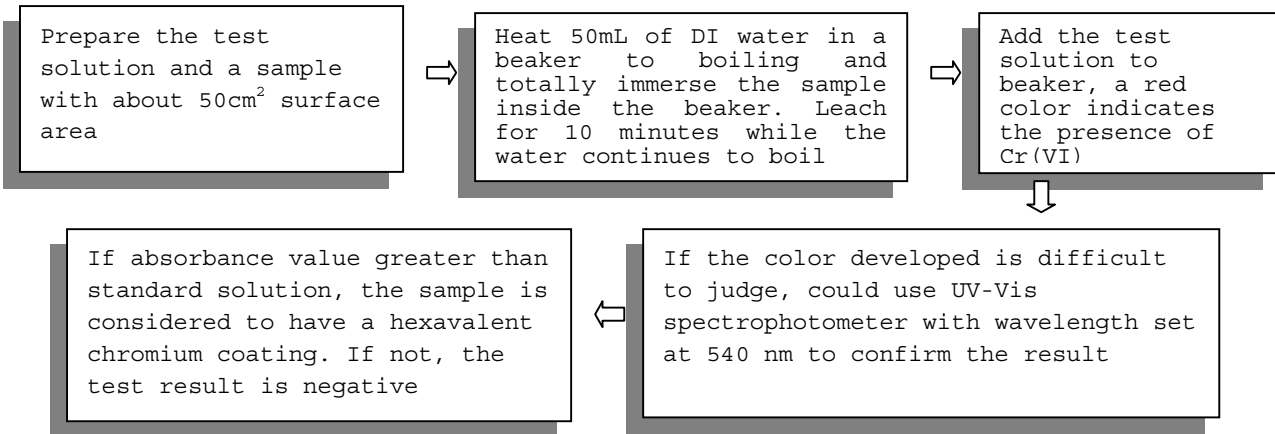 Prepare the test
solution and a sample
with about 50cm² surface
area
Heat 50mL of DI water in a
beaker to boiling and
totally immerse the sample
inside the beaker. Leach
for 10 minutes while the
water continues to boil
Add the test
solution to
beaker, a red
color indicates
the presence of
Cr(VI)
If the color developed is difficult
to judge, could use UV-Vis
spectrophotometer with wavelength set
at 540 nm to confirm the result
If absorbance value greater than
standard solution, the sample is
considered to have a hexavalent
chromium coating. If not, the
test result is negative